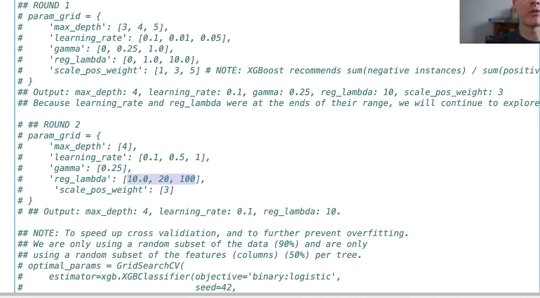 ## ROUND 1
# param_grid = {
#     'max_depth': [3, 4, 5],
#     'learning_rate': [0.1, 0.01, 0.05],
#     'gamma': [0, 0.25, 1.0],
#     'reg_lambda': [0, 1.0, 10.0],
#     'scale_pos_weight': [1, 3, 5] # NOTE: XGBoost recommends sum(negative instances) / sum(positiv
# }
## Output: max_depth: 4, learning_rate: 0.1, gamma: 0.25, reg_lambda: 10, scale_pos_weight: 3
## Because learning_rate and reg_lambda were at the ends of their range, we will continue to explore
# ## ROUND 2
# param_grid = {
#     'max_depth': [4],
#     'learning_rate': [0.1, 0.5, 1],
#     'gamma': [0.25],
#     'reg_lambda': [10.0, 20, 100],
#      'scale_pos_weight': [3]
# }
# ## Output: max_depth: 4, learning_rate: 0.1, reg_lambda: 10.
## NOTE: To speed up cross validiation, and to further prevent overfitting.
## We are only using a random subset of the data (90%) and are only
## using a random subset of the features (columns) (50%) per tree.
# optimal_params = GridSearchCV(
#     estimator=xgb.XGBClassifier(objective='binary:logistic',
#                                 seed=42,